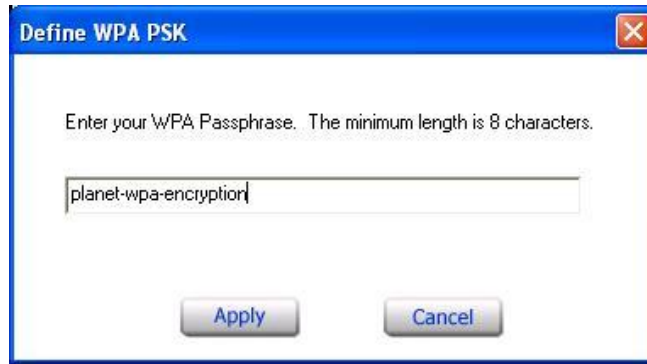 Define WPA PSK
Enter your WPA Passphrase. The minimum length is 8 characters.
planet-wpa-encryption
Apply
Cancel